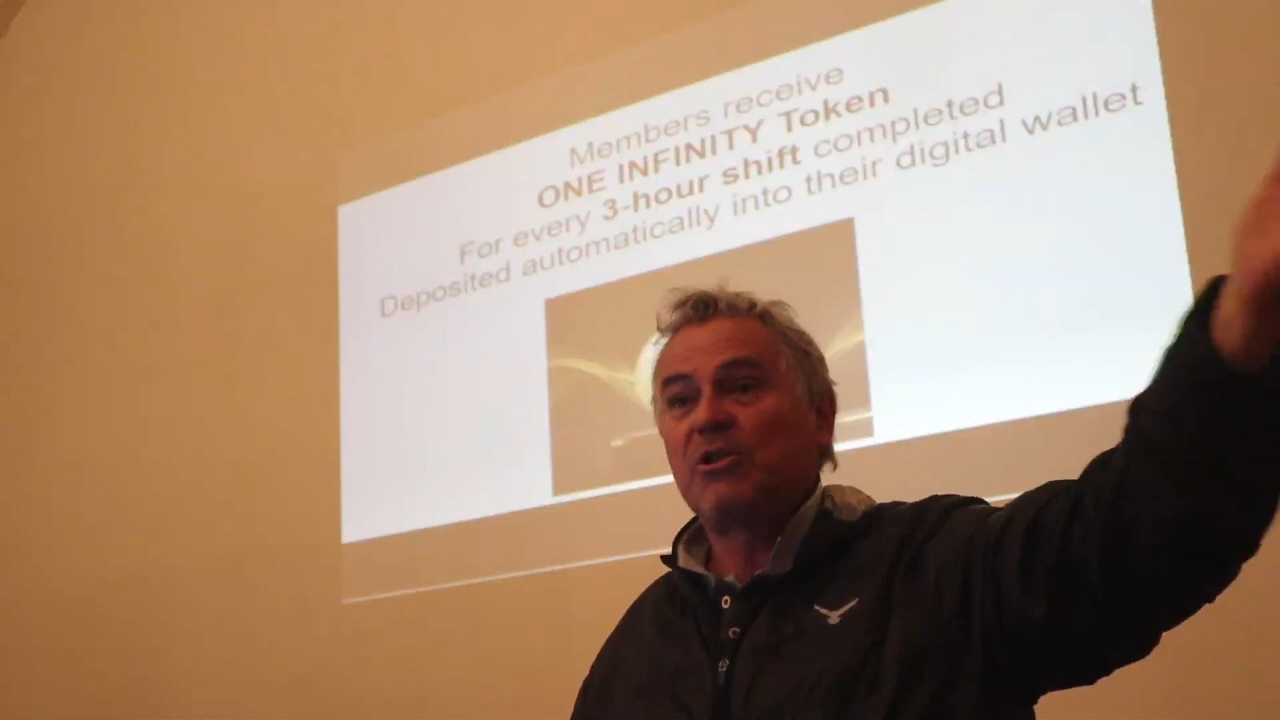 Members receive
ONE INFINITY Token
For every 3-hour shift completed
Deposited automatically into their digital wallet